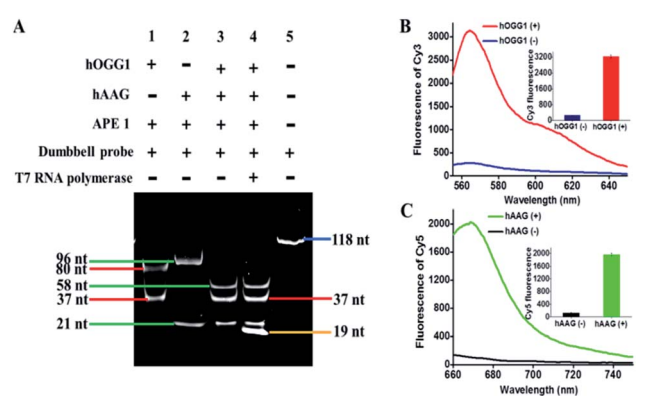 A
1 2 3 4 5
hOGG1 + - + + -
hAAG - + + + -
APE 1 + + + + -
Dumbbell probe + + + + +
T7 RNA polymerase - - - + -
96 nt
80 nt
58 nt
37 nt
21 nt
118 nt
37 nt
19 nt
B
Fluorescence of Cy3
3000
2500
2000
1500
1000
500
0
560 580 600 620 640
Wavelength (nm)
hOGG1 (+)
hOGG1 (-)
Cy3 fluorescence
3200
2400
1600
800
0
hOGG1 (-) hOGG1 (+)
C
Fluorescence of Cy5
2000
1600
1200
800
400
0
660 680 700 720 740
Wavelength (nm)
hAAG (+)
hAAG (-)
Cy5 fluorescence
2000
1600
1200
800
400
0
hAAG (-) hAAG (+)